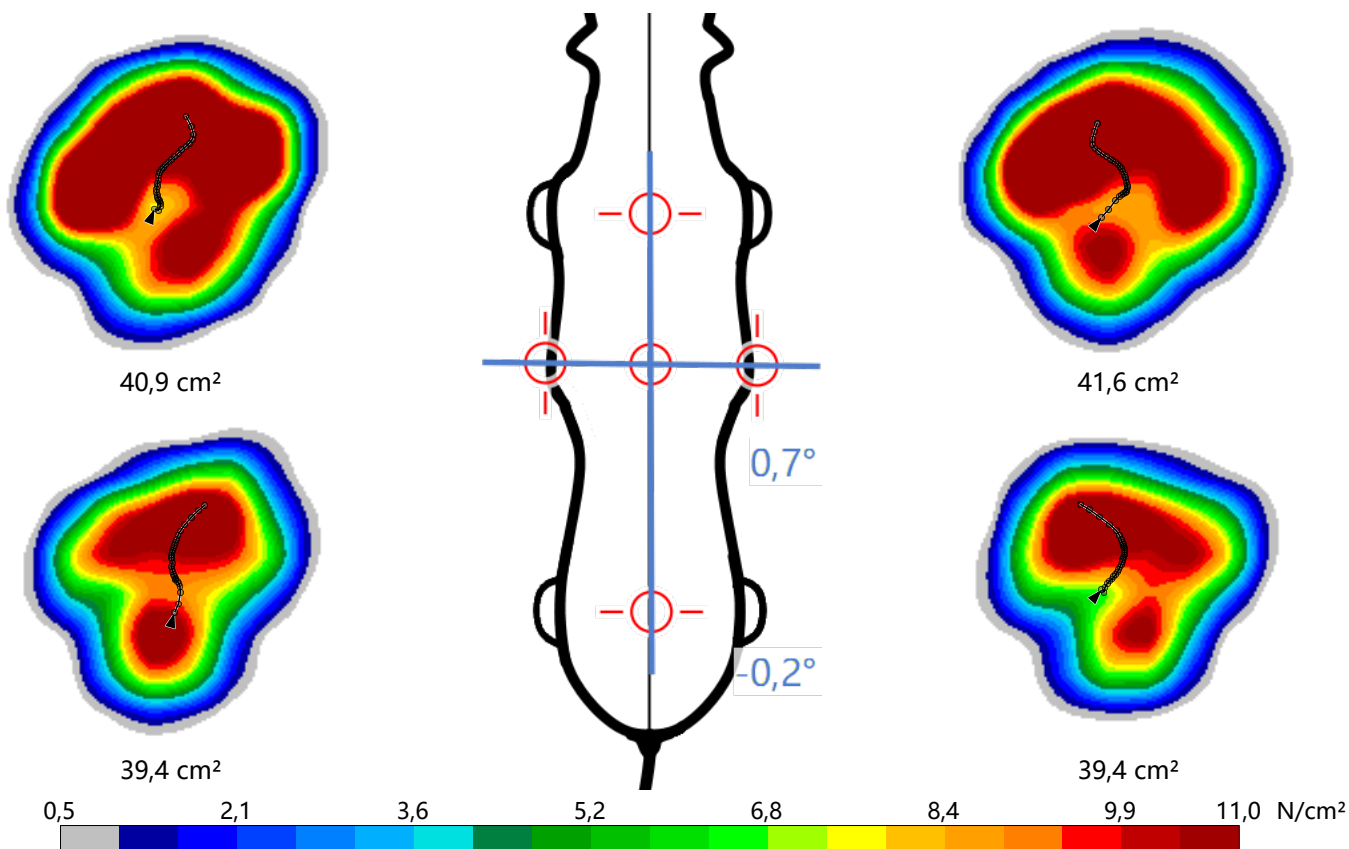 40,9 cm²
41,6 cm²
0,7°
-0,2°
39,4 cm²
39,4 cm²
0,5 2,1 3,6 5,2 6,8 8,4 9,9 11,0 N/cm²